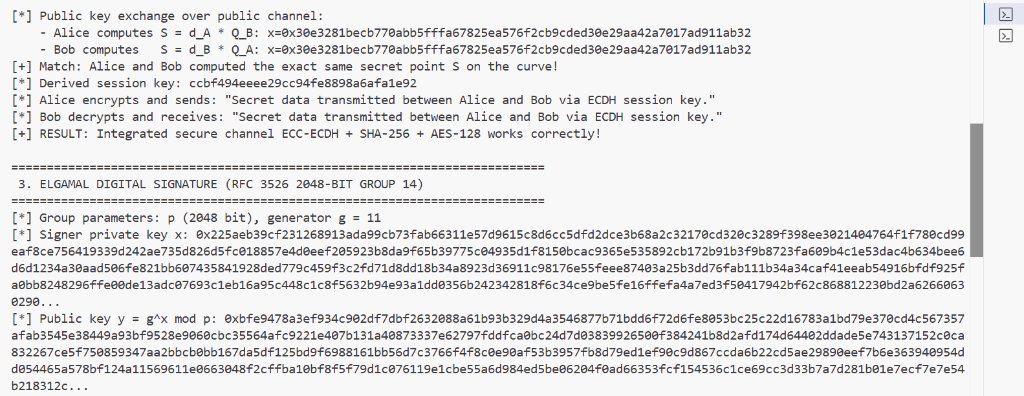 [*] Public key exchange over public channel:
    - Alice computes S = d_A * Q_B: x=0x30e3281becb770abb5fffa67825ea576f2cb9cded30e29aa42a7017ad911ab32
    - Bob computes   S = d_B * Q_A: x=0x30e3281becb770abb5fffa67825ea576f2cb9cded30e29aa42a7017ad911ab32
[+] Match: Alice and Bob computed the exact same secret point S on the curve!
[*] Derived session key: ccbf494eeee29cc94fe8898a6afa1e92
[*] Alice encrypts and sends: "Secret data transmitted between Alice and Bob via ECDH session key."
[*] Bob decrypts and receives: "Secret data transmitted between Alice and Bob via ECDH session key."
[+] RESULT: Integrated secure channel ECC-ECDH + SHA-256 + AES-128 works correctly!
===========================================================================
 3. ELGAMAL DIGITAL SIGNATURE (RFC 3526 2048-BIT GROUP 14)
===========================================================================
[*] Group parameters: p (2048 bit), generator g = 11
[*] Signer private key x: 0x225aeb39cf231268913ada99cb73fab66311e57d9615c8d6cc5dfd2dce3b68a2c32170cd320c3289f398ee3021404764f1f780cd99
eaf8ce756419339d242ae735d826d5fc018857e4d0eef205923b8da9f65b39775c04935d1f8150bcac9365e535892cb172b91b3f9b8723fa609b4c1e53dac4b634bee6
d6d1234a30aad506fe821bb607435841928ded779c459f3c2fd71d8dd18b34a8923d36911c98176e55feee87403a25b3dd76fab111b34a34caf41eeab54916bfdf925f
a0bb8248296ffe00de13adc07693c1eb16a95c448c1c8f5632b94e93a1dd0356b242342818f6c34ce9be5fe16ffefa4a7ed3f50417942bf62c868812230bd2a6266063
0290...
[*] Public key y = g^x mod p: 0xbfe9478a3ef934c902df7dbf2632088a61b93b329d4a3546877b71bdd6f72d6fe8053bc25c22d16783a1bd79e370cd4c567357
afab3545e38449a93bf9528e9060cbc35564afc9221e407b131a40873337e62797fddfca0bc24d7d03839926500f384241b8d2afd174d64402ddade5e743137152c0ca
832267ce5f750859347aa2bbcb0bb167da5df125bd9f6988161bb56d7c3766f4f8c0e90af53b3957fb8d79ed1ef90c9d867ccda6b22cd5ae29890eef7b6e363940954d
d054465a578bf124a11569611e0663048f2cffba10bf8f5f79d1c076119e1cbe55a6d984ed5be06204f0ad66353fcf154536c1ce69cc3d33b7a7d281b01e7ecf7e7e54
b218312c...